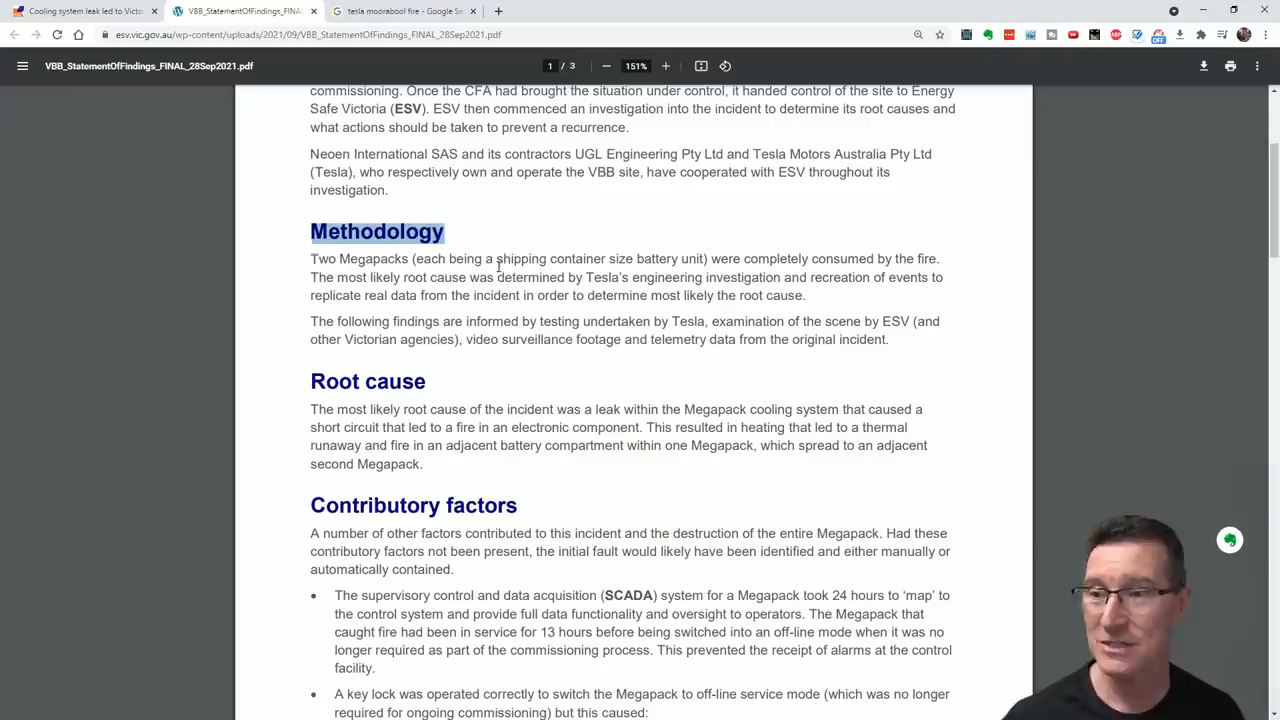 Cooling system leak led to Victo
VBB_StatementOfFindings_FINAL
tesla moorabool fire - Google Se
esv.vic.gov.au/wp-content/uploads/2021/09/VBB_StatementOfFindings_FINAL_28Sep2021.pdf
VBB_StatementOfFindings_FINAL_28Sep2021.pdf
1 / 3
151%
commissioning. Once the CFA had brought the situation under control, it handed control of the site to Energy
Safe Victoria (ESV). ESV then commenced an investigation into the incident to determine its root causes and
what actions should be taken to prevent a recurrence.
Neoen International SAS and its contractors UGL Engineering Pty Ltd and Tesla Motors Australia Pty Ltd
(Tesla), who respectively own and operate the VBB site, have cooperated with ESV throughout its
investigation.
Methodology
Two Megapacks (each being a shipping container size battery unit) were completely consumed by the fire.
The most likely root cause was determined by Tesla's engineering investigation and recreation of events to
replicate real data from the incident in order to determine most likely the root cause.
The following findings are informed by testing undertaken by Tesla, examination of the scene by ESV (and
other Victorian agencies), video surveillance footage and telemetry data from the original incident.
Root cause
The most likely root cause of the incident was a leak within the Megapack cooling system that caused a
short circuit that led to a fire in an electronic component. This resulted in heating that led to a thermal
runaway and fire in an adjacent battery compartment within one Megapack, which spread to an adjacent
second Megapack.
Contributory factors
A number of other factors contributed to this incident and the destruction of the entire Megapack. Had these
contributory factors not been present, the initial fault would likely have been identified and either manually or
automatically contained.
• The supervisory control and data acquisition (SCADA) system for a Megapack took 24 hours to 'map' to
the control system and provide full data functionality and oversight to operators. The Megapack that
caught fire had been in service for 13 hours before being switched into an off-line mode when it was no
longer required as part of the commissioning process. This prevented the receipt of alarms at the control
facility.
• A key lock was operated correctly to switch the Megapack to off-line service mode (which was no longer
required for ongoing commissioning) but this caused: